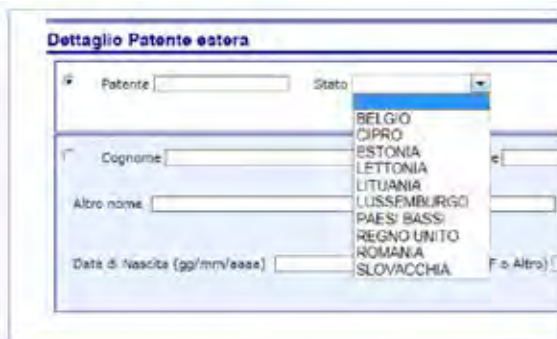 Dettaglio Patente estera
Patente Stato
BELGIO
CIPRO
ESTONIA
LETTONIA
LITUANIA
LUSSEMBURGO
PAESI BASSI
REGNO UNITO
ROMANIA
SLOVACCHIA
Cognome e
Altro nome
Data di Nascita (gg/mm/aaaa) F o Altro)